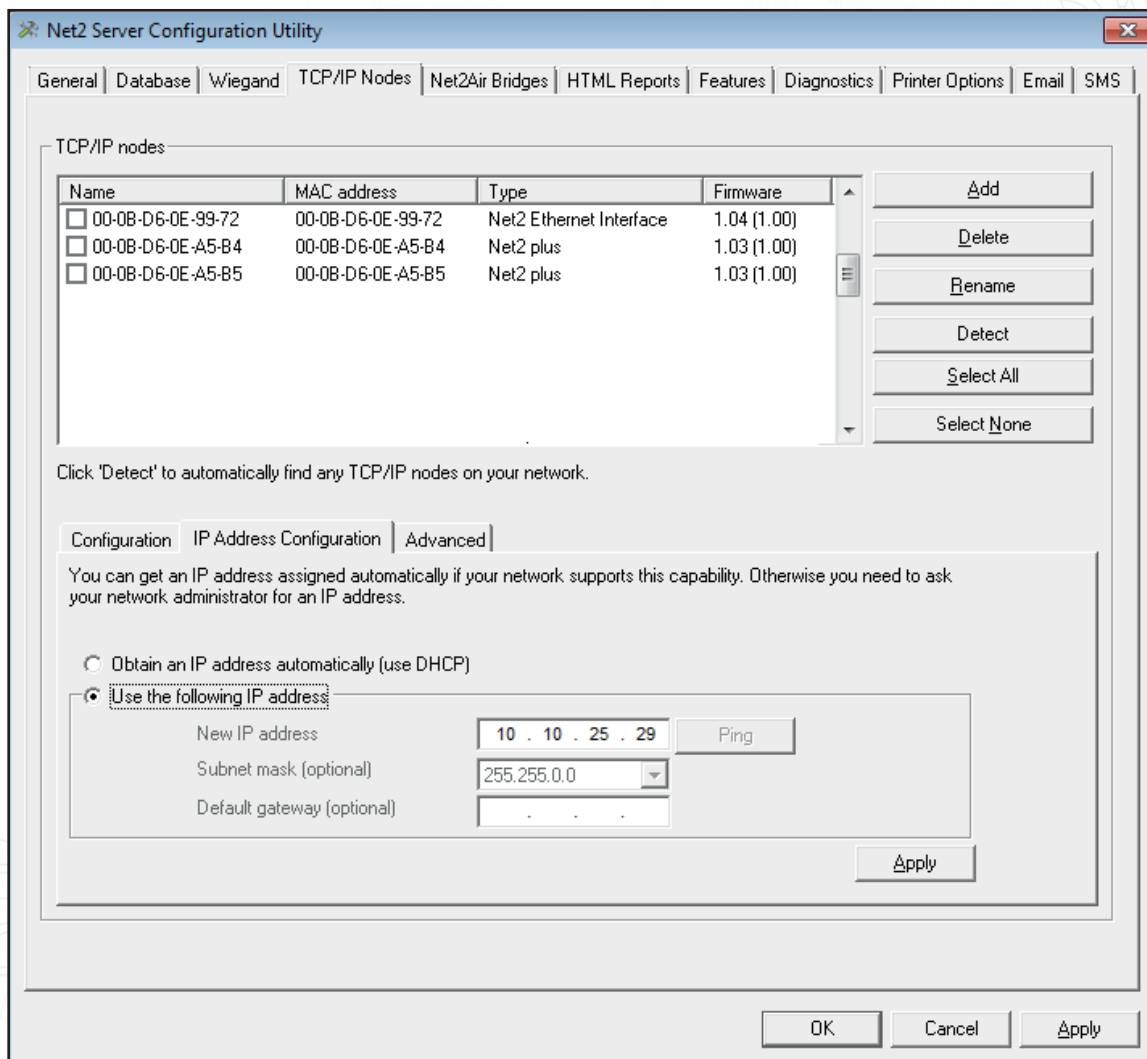 Net2 Server Configuration Utility
General Database Wiegand TCP/IP Nodes Net2Air Bridges HTML Reports Features Diagnostics Printer Options Email SMS
TCP/IP nodes
Name MAC address Type Firmware
00-0B-D6-0E-99-72 00-0B-D6-0E-99-72 Net2 Ethernet Interface 1.04 (1.00)
00-0B-D6-0E-A5-B4 00-0B-D6-0E-A5-B4 Net2 plus 1.03 (1.00)
00-0B-D6-0E-A5-B5 00-0B-D6-0E-A5-B5 Net2 plus 1.03 (1.00)
Add
Delete
Rename
Detect
Select All
Select None
Click 'Detect' to automatically find any TCP/IP nodes on your network.
Configuration IP Address Configuration Advanced
You can get an IP address assigned automatically if your network supports this capability. Otherwise you need to ask
your network administrator for an IP address.
Obtain an IP address automatically (use DHCP)
Use the following IP address
New IP address 10 . 10 . 25 . 29 Ping
Subnet mask (optional) 255.255.0.0
Default gateway (optional) . . .
Apply
OK Cancel Apply